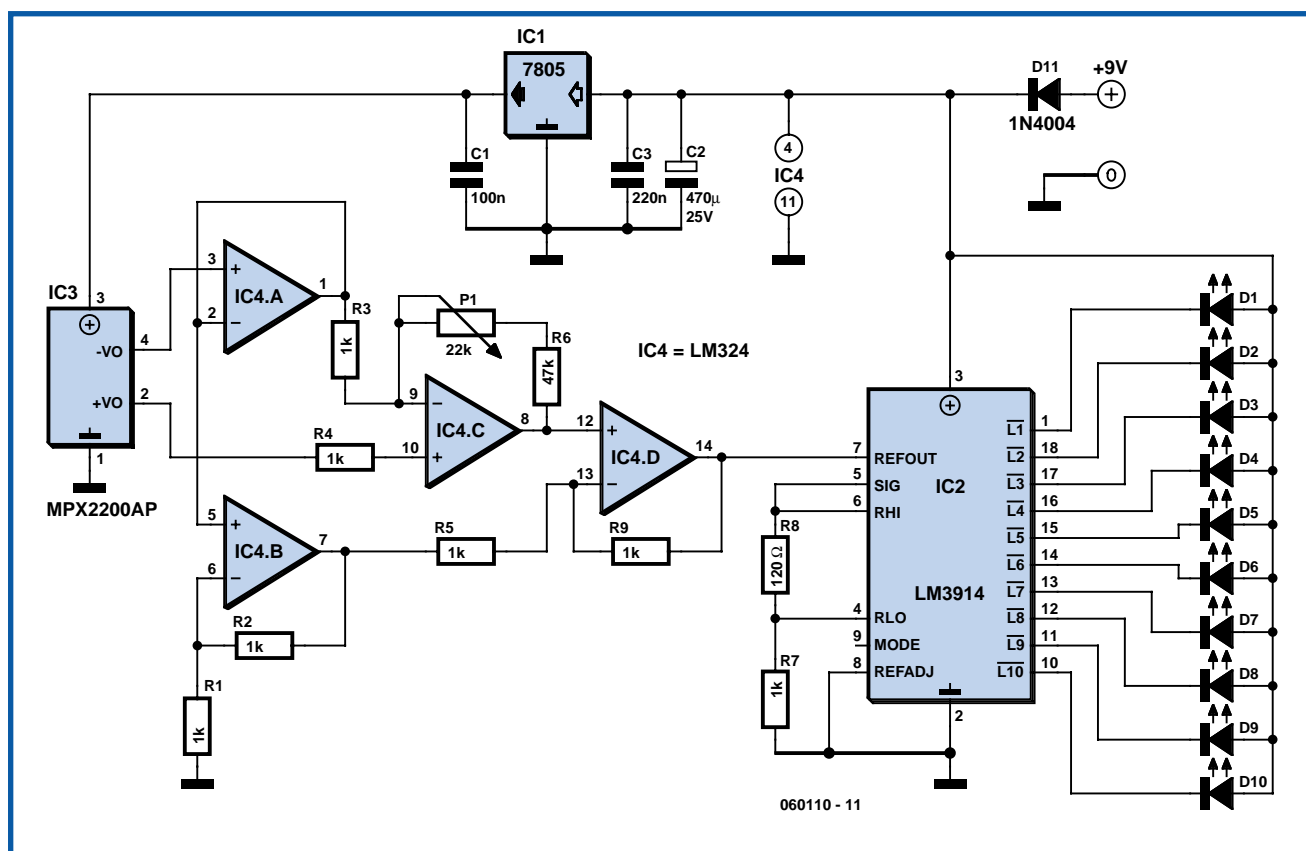 IC1
7805
D11
+9V
1N4004
C1
100n
C3
220n
C2
470µ
25V
4
IC4
11
0
IC3
3
-VO
4
+VO
2
1
MPX2200AP
3
2
IC4.A
1
R3
1k
P1
22k
R6
47k
IC4 = LM324
9
10
IC4.C
8
R4
1k
12
13
IC4.D
14
5
6
IC4.B
7
R5
1k
R9
1k
R2
1k
R1
1k
R8
120 Ω
R7
1k
3
7 REFOUT
5 SIG
6 RHI
4 RLO
9 MODE
8 REFADJ
IC2
LM3914
2
L1 1
L2 18
L3 17
L4 16
L5 15
L6 14
L7 13
L8 12
L9 11
L10 10
D1
D2
D3
D4
D5
D6
D7
D8
D9
D10
060110 - 11